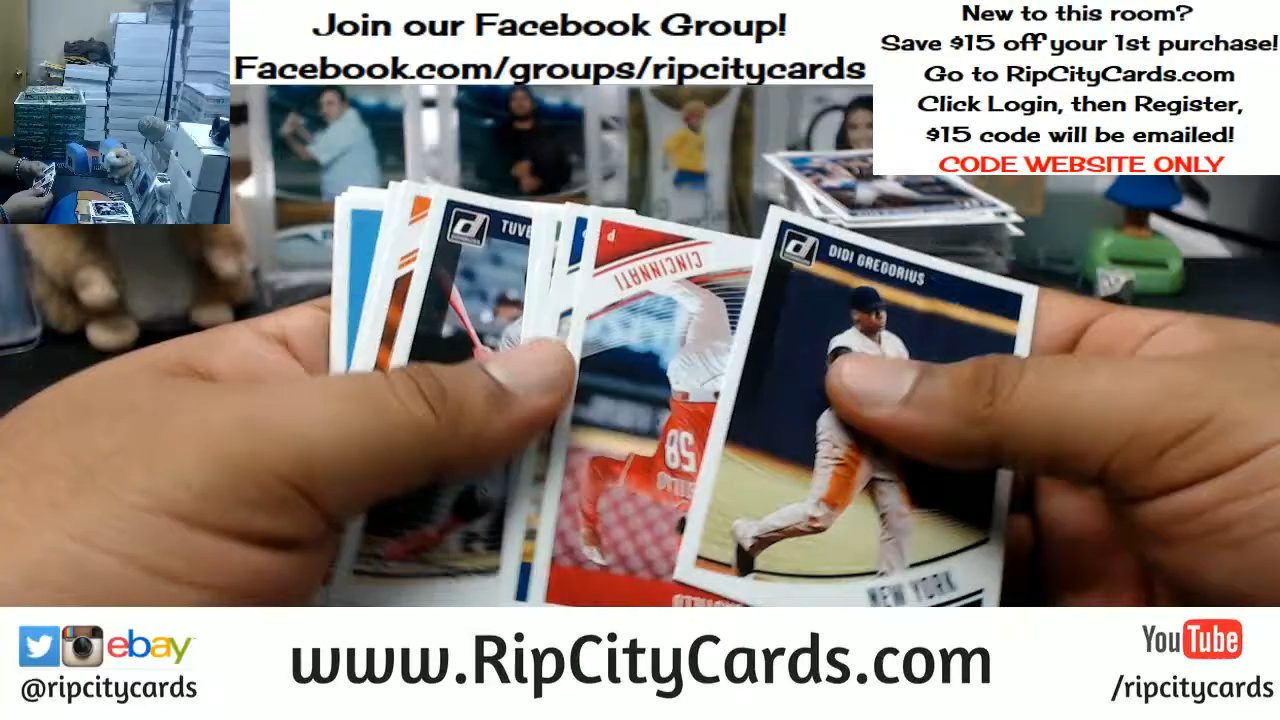 Join our Facebook Group!
Facebook.com/groups/ripcitycards
New to this room?
Save $15 off your 1st purchase!
Go to RipCityCards.com
Click Login, then Register,
$15 code will be emailed!
CODE WEBSITE ONLY
TUVE
CINCINNATI
58
DIDI GREGORIUS
NEW YORK
ebay
@ripcitycards
www.RipCityCards.com
YouTube
/ripcitycards